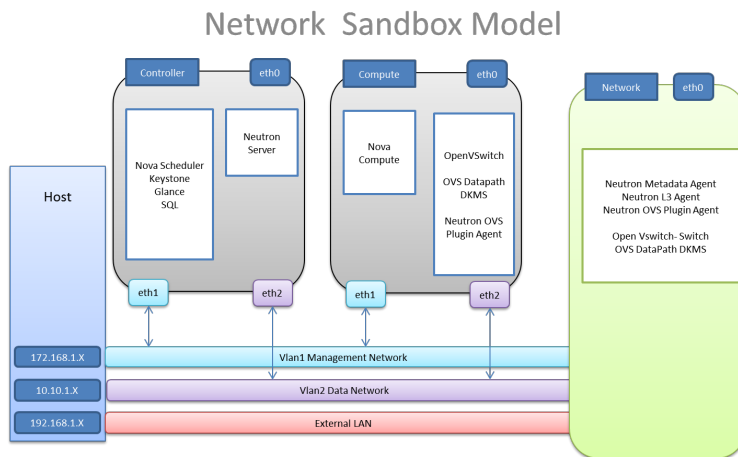 Network Sandbox Model
Controller
eth0
Compute
eth0
Network
eth0
Nova Scheduler
Keystone
Glance
SQL
Neutron
Server
Nova
Compute
OpenVSwitch
OVS Datapath
DKMS
Neutron OVS
Plugin Agent
Neutron Metadata Agent
Neutron L3 Agent
Neutron OVS Plugin Agent
Open Vswitch- Switch
OVS DataPath DKMS
Host
eth1
eth2
eth1
eth2
172.168.1.X
Vlan1 Management Network
10.10.1.X
Vlan2 Data Network
192.168.1.X
External LAN